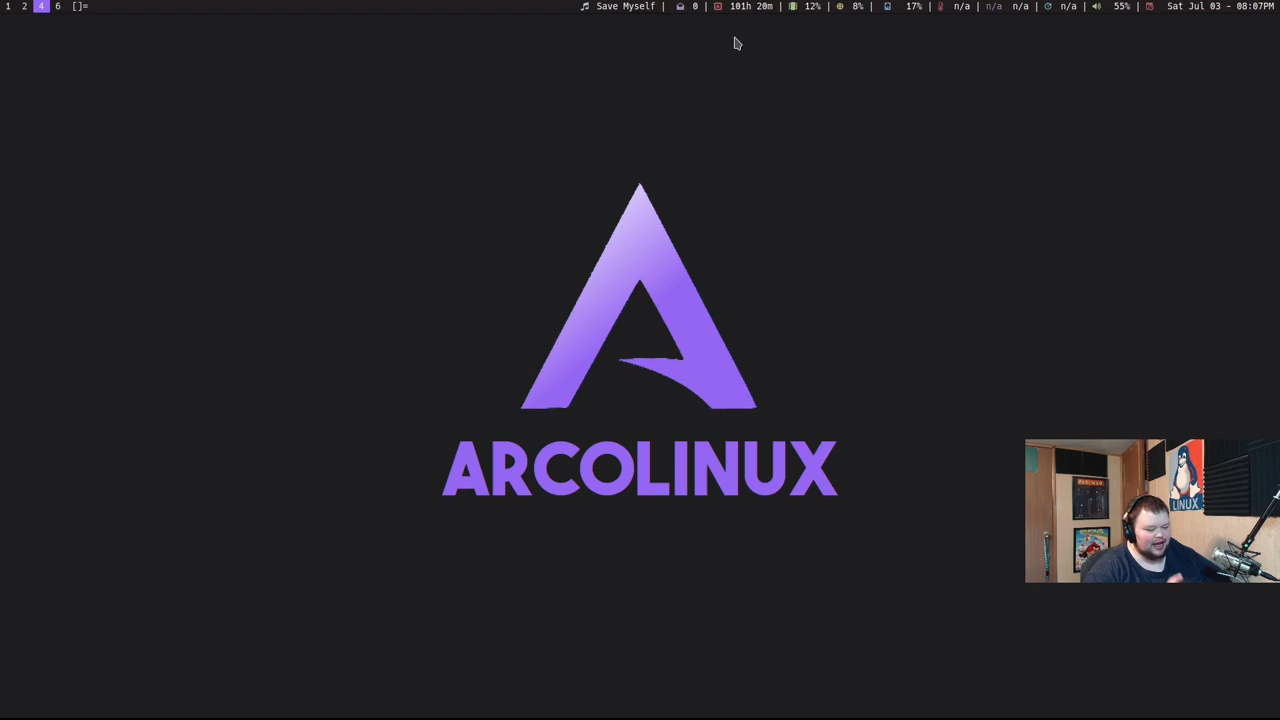 1 2 4 6 []= Save Myself | 0 | 101h 20m | 12% | 8% | 17% | n/a | n/a n/a | n/a | 55% | Sat Jul 03 - 08:07PM
ARCOLINUX
LINUX